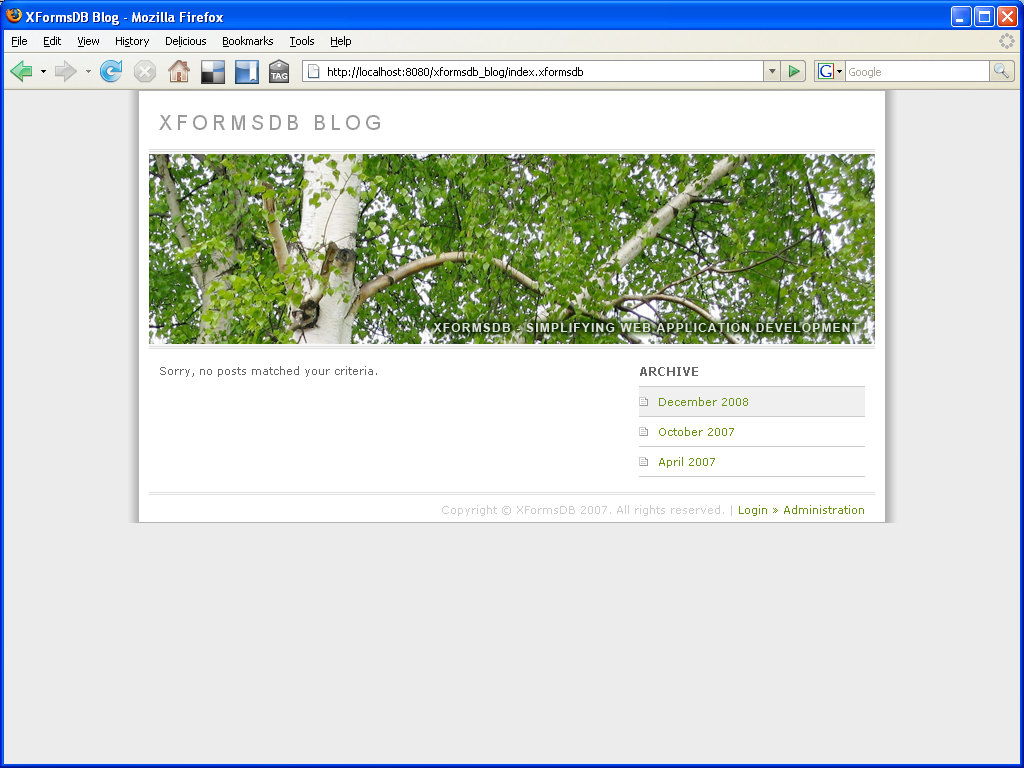 XFormsDB Blog - Mozilla Firefox
File Edit View History Delicious Bookmarks Tools Help
TAG http://localhost:8080/xformsdb_blog/index.xformsdb G Google
XFORMSDB BLOG
XFORMSDB - SIMPLIFYING WEB APPLICATION DEVELOPMENT
Sorry, no posts matched your criteria.
ARCHIVE
December 2008
October 2007
April 2007
Copyright © XFormsDB 2007. All rights reserved. | Login » Administration